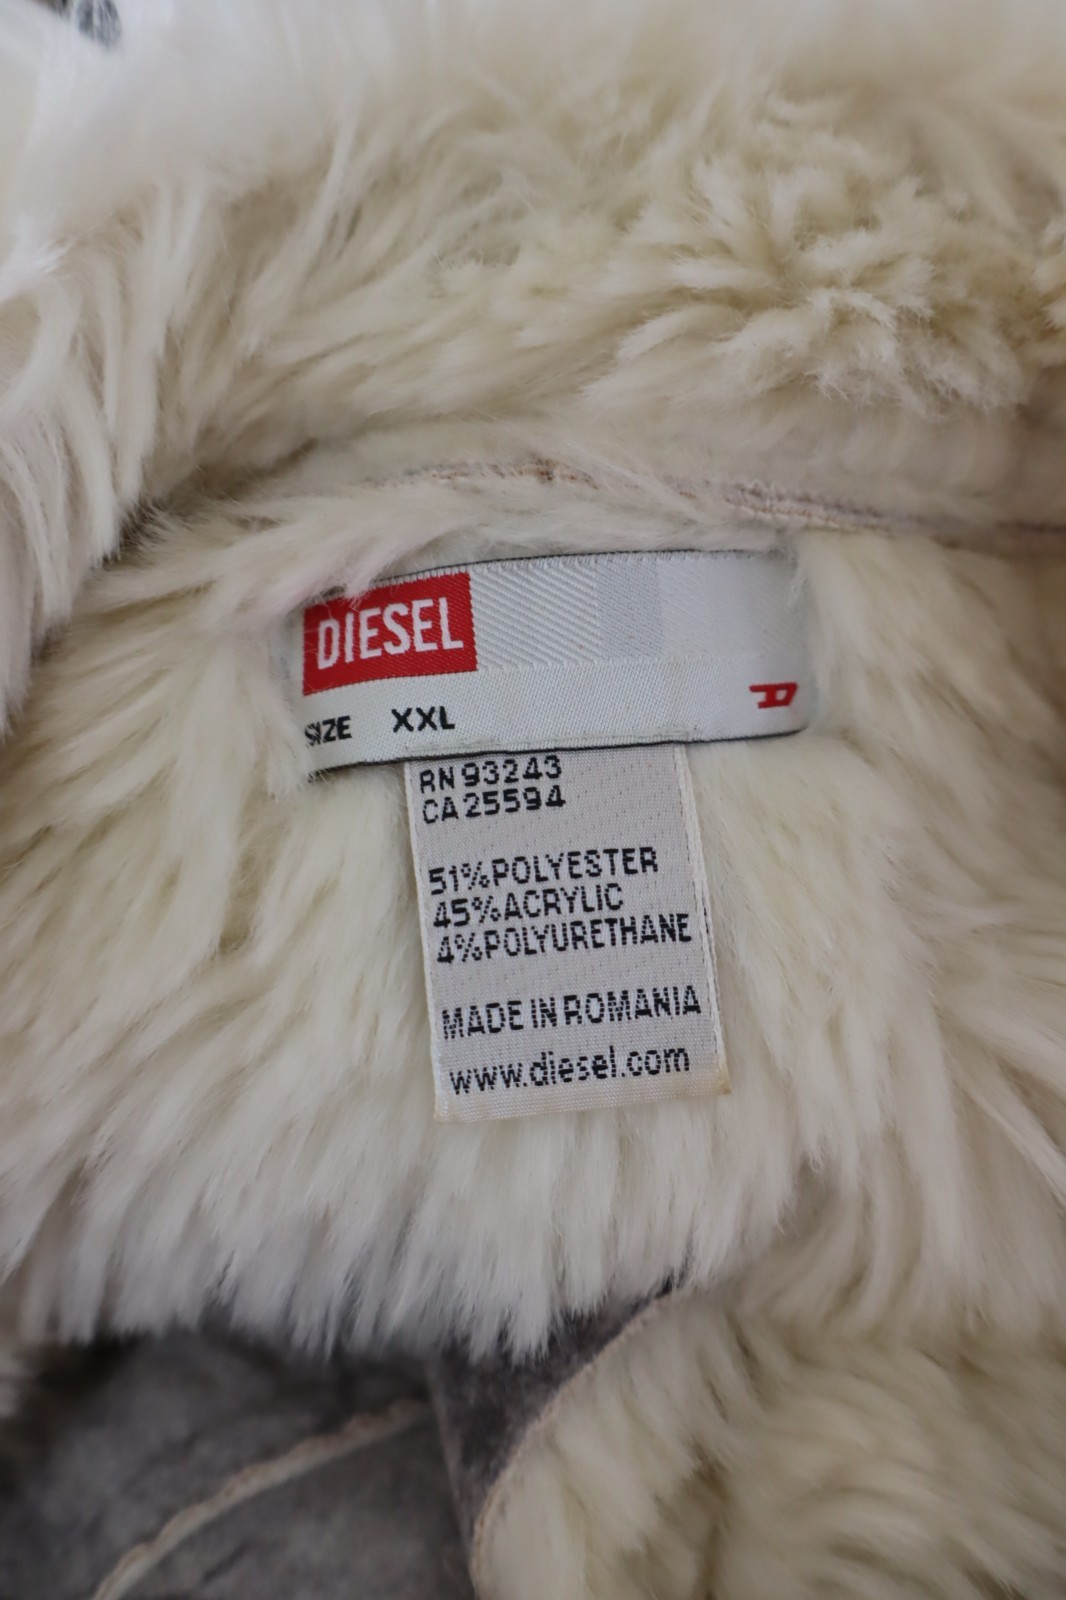 DIESEL
SIZE XXL
RN 93243
CA 25594
51%POLYESTER
45%ACRYLIC
4%POLYURETHANE
MADE IN ROMANIA
www.diesel.com